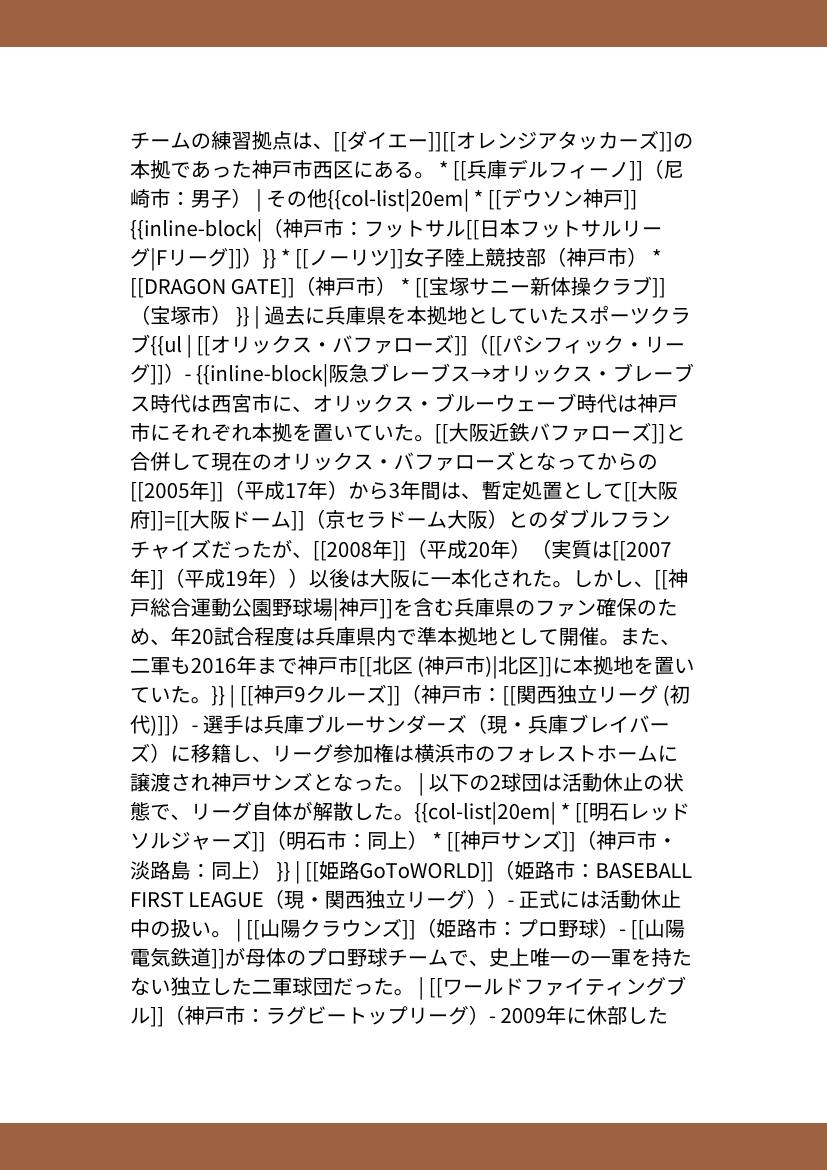 チームの練習拠点は、[[ダイエー]][[オレンジアタッカーズ]]の
本拠であった神戸市西区にある。 * [[兵庫デルフィーノ]]（尼
崎市：男子） | その他{{col-list|20em| * [[デウソン神戸]]
{{inline-block|（神戸市：フットサル[[日本フットサルリー
グ|Fリーグ]]）}} * [[ノーリツ]]女子陸上競技部（神戸市） *
[[DRAGON GATE]]（神戸市） * [[宝塚サニー新体操クラブ]]
（宝塚市） }} | 過去に兵庫県を本拠地としていたスポーツクラ
ブ{{ul | [[オリックス・バファローズ]]（[[パシフィック・リー
グ]]）- {{inline-block|阪急ブレーブス→オリックス・ブレーブ
ス時代は西宮市に、オリックス・ブルーウェーブ時代は神戸
市にそれぞれ本拠を置いていた。[[大阪近鉄バファローズ]]と
合併して現在のオリックス・バファローズとなってからの
[[2005年]]（平成17年）から3年間は、暫定処置として[[大阪
府]]=[[大阪ドーム]]（京セラドーム大阪）とのダブルフラン
チャイズだったが、[[2008年]]（平成20年）（実質は[[2007
年]]（平成19年））以後は大阪に一本化された。しかし、[[神
戸総合運動公園野球場|神戸]]を含む兵庫県のファン確保のた
め、年20試合程度は兵庫県内で準本拠地として開催。また、
二軍も2016年まで神戸市[[北区 (神戸市)|北区]]に本拠地を置い
ていた。}} | [[神戸9クルーズ]]（神戸市：[[関西独立リーグ (初
代)]]）- 選手は兵庫ブルーサンダーズ（現・兵庫ブレイバー
ズ）に移籍し、リーグ参加権は横浜市のフォレストホームに
譲渡され神戸サンズとなった。 | 以下の2球団は活動休止の状
態で、リーグ自体が解散した。{{col-list|20em| * [[明石レッド
ソルジャーズ]]（明石市：同上） * [[神戸サンズ]]（神戸市・
淡路島：同上） }} | [[姫路GoToWORLD]]（姫路市：BASEBALL
FIRST LEAGUE（現・関西独立リーグ））- 正式には活動休止
中の扱い。 | [[山陽クラウンズ]]（姫路市：プロ野球）- [[山陽
電気鉄道]]が母体のプロ野球チームで、史上唯一の一軍を持た
ない独立した二軍球団だった。 | [[ワールドファイティングブ
ル]]（神戸市：ラグビートップリーグ）- 2009年に休部した